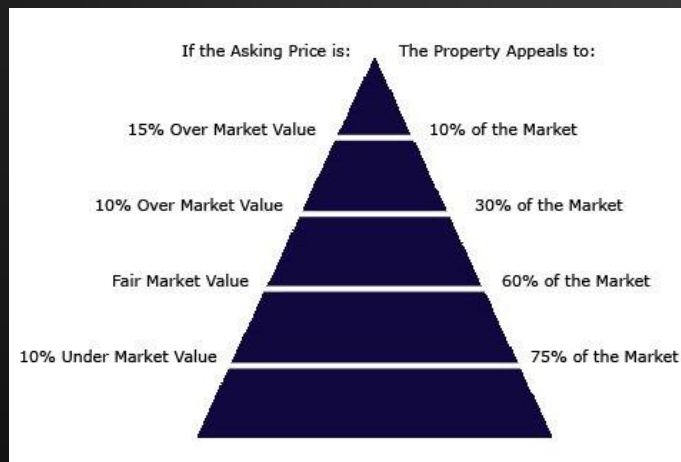 If the Asking Price is: The Property Appeals to:
15% Over Market Value 10% of the Market
10% Over Market Value 30% of the Market
Fair Market Value 60% of the Market
10% Under Market Value 75% of the Market